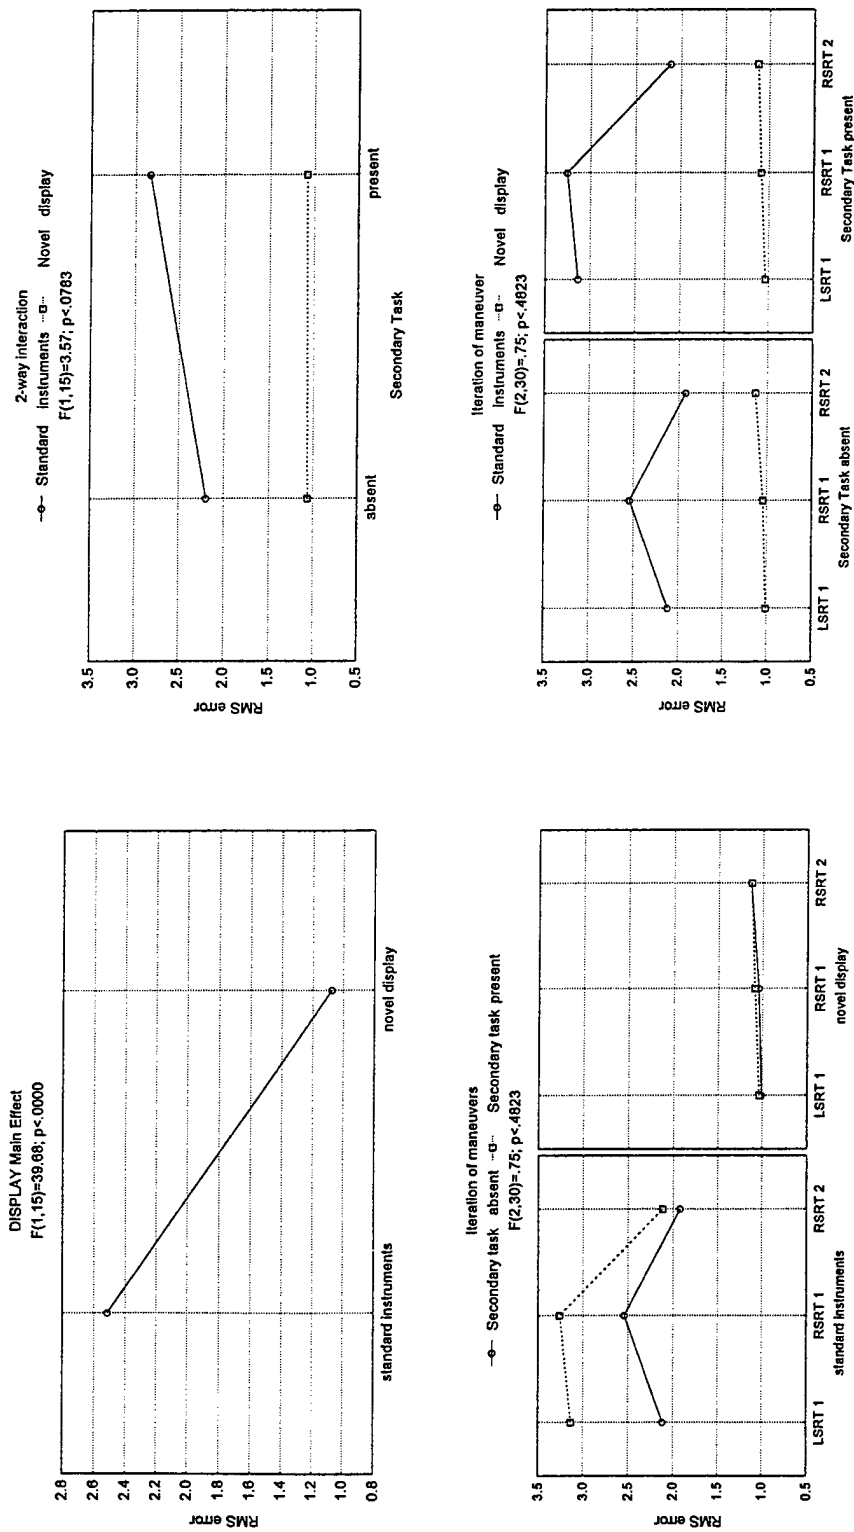 DISPLAY Main Effect
F(1,15)=39.68; p<.0000
2.8
2.6
2.4
2.2
2.0
1.8
1.6
1.4
1.2
1.0
0.8
RMS error
standard instruments novel display
2-way interaction
Standard instruments Novel display
F(1,15)=3.57; p<.0783
3.5
3.0
2.5
2.0
1.5
1.0
0.5
RMS error
absent present
Secondary Task
Iteration of maneuvers
Secondary task absent Secondary task present
F(2,30)=.75; p<.4823
3.5
3.0
2.5
2.0
1.5
1.0
0.5
RMS error
LSRT 1 RSRT 1 RSRT 2 LSRT 1 RSRT 1 RSRT 2
standard instruments novel display
Iteration of maneuver
Standard instruments Novel display
F(2,30)=.75; p<.4823
3.5
3.0
2.5
2.0
1.5
1.0
0.5
RMS error
LSRT 1 RSRT 1 RSRT 2 LSRT 1 RSRT 1 RSRT 2
Secondary Task absent Secondary Task present